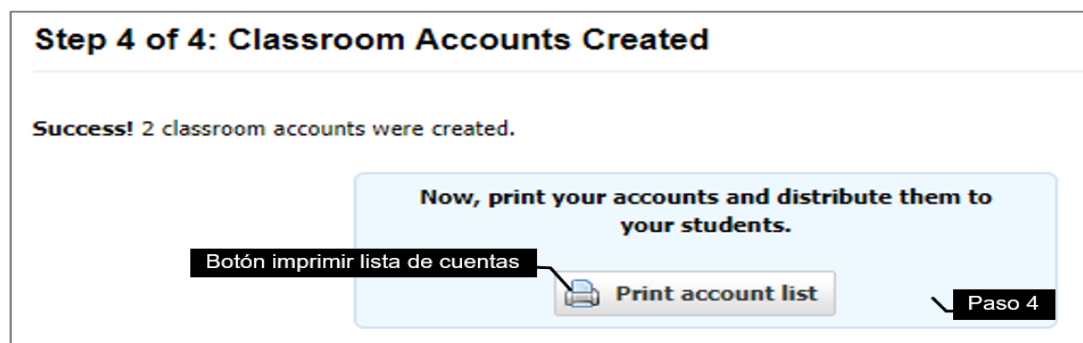 Step 4 of 4: Classroom Accounts Created
Success! 2 classroom accounts were created.
Now, print your accounts and distribute them to
your students.
Botón imprimir lista de cuentas
Print account list
Paso 4